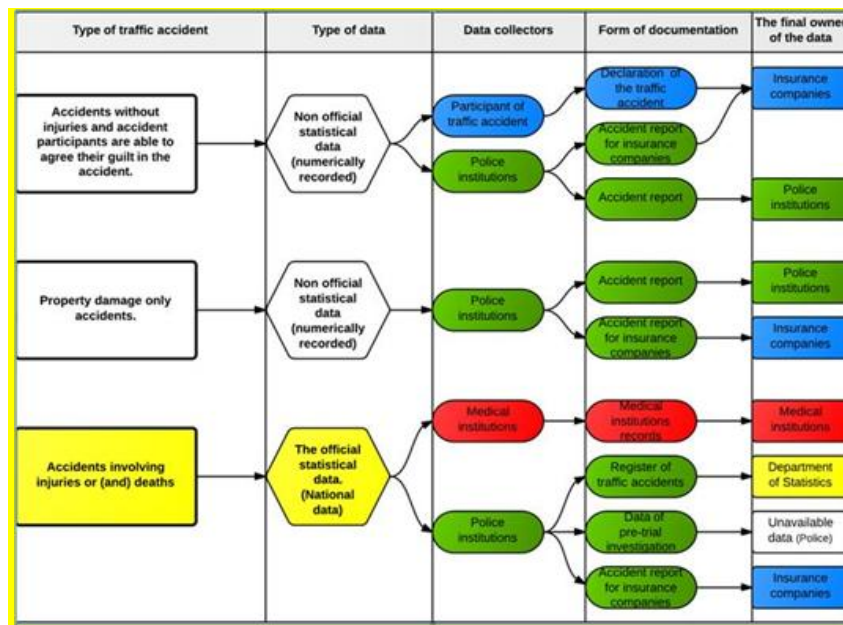 Type of traffic accident
Type of data
Data collectors
Form of documentation
The final owner
of the data
Accidents without
injuries and accident
participants are able to
agree their guilt in the
accident.
Non official
statistical
data
(numerically
recorded)
Participant of
traffic accident
Police
institutions
Declaration of
the traffic
accident
Accident report
for insurance
companies
Accident report
Insurance
companies
Police
institutions
Property damage only
accidents.
Non official
statistical
data
(numerically
recorded)
Police
institutions
Accident report
Accident report
for insurance
companies
Police
institutions
Insurance
companies
Accidents involving
injuries or (and) deaths
The official
statistical
data.
(National
data)
Medical
institutions
Police
institutions
Medical
institutions
records
Register of
traffic accidents
Data of
pre-trial
investigation
Accident report
for insurance
companies
Medical
institutions
Department
of Statistics
Unavailable
data (Police)
Insurance
companies